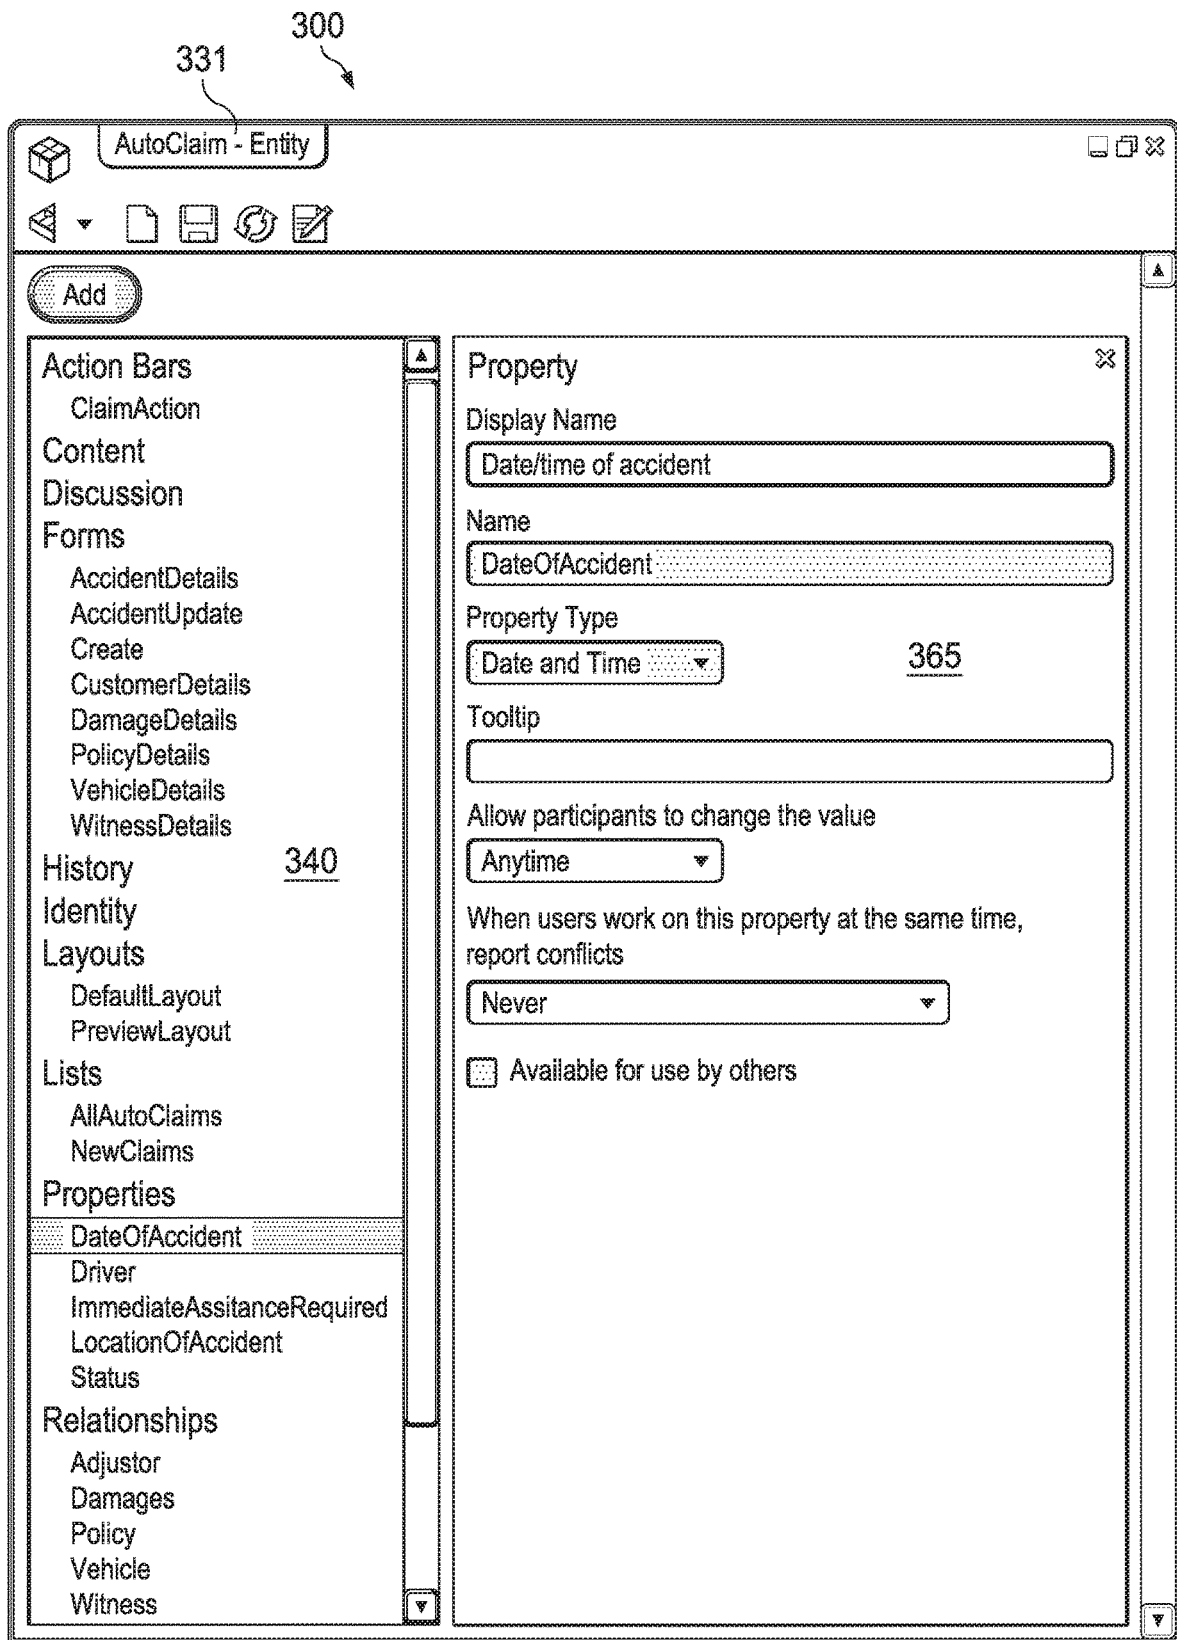 300
331
AutoClaim - Entity
Add
Action Bars
ClaimAction
Content
Discussion
Forms
AccidentDetails
AccidentUpdate
Create
CustomerDetails
DamageDetails
PolicyDetails
VehicleDetails
WitnessDetails
History
340
Identity
Layouts
DefaultLayout
PreviewLayout
Lists
AllAutoClaims
NewClaims
Properties
DateOfAccident
Driver
ImmediateAssitanceRequired
LocationOfAccident
Status
Relationships
Adjustor
Damages
Policy
Vehicle
Witness
Property
Display Name
Date/time of accident
Name
DateOfAccident
Property Type
Date and Time
365
Tooltip
Allow participants to change the value
Anytime
When users work on this property at the same time,
report conflicts
Never
Available for use by others